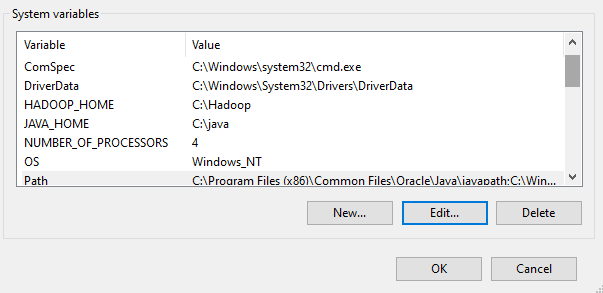 System variables
Variable Value
ComSpec C:\Windows\system32\cmd.exe
DriverData C:\Windows\System32\Drivers\DriverData
HADOOP_HOME C:\Hadoop
JAVA_HOME C:\java
NUMBER_OF_PROCESSORS 4
OS Windows_NT
Path C:\Program Files (x86)\Common Files\Oracle\Java\javapath;C:\Win...
New... Edit... Delete
OK Cancel